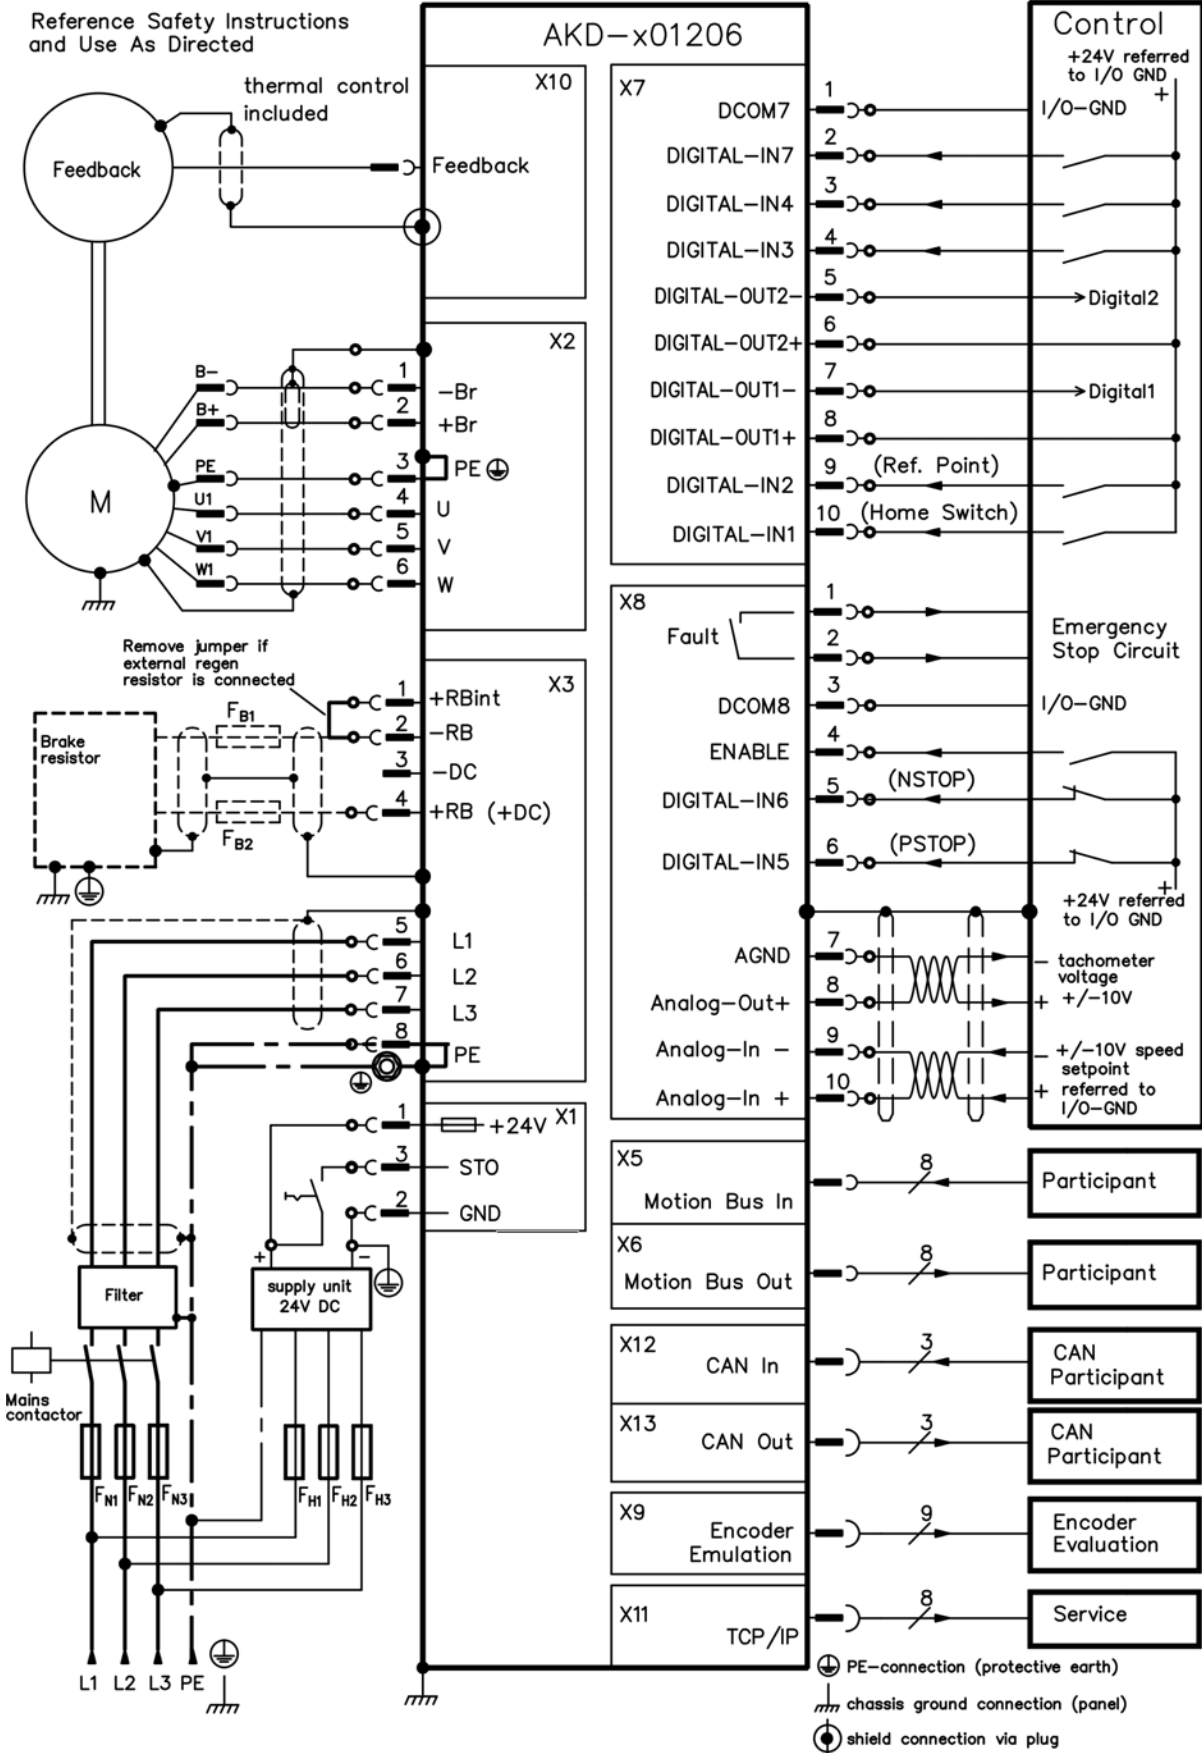 Reference Safety Instructions
and Use As Directed
AKD-x01206
Control
+24V referred
to I/O GND
+
thermal control
included
Feedback
X10
Feedback
X2
B-
1
-Br
B+
2
+Br
PE
3
PE
M
U1
4
U
V1
5
V
W1
6
W
Remove jumper if
external regen
resistor is connected
X3
1
+RBint
FB1
2
-RB
Brake
resistor
3
-DC
4
+RB (+DC)
FB2
5
L1
6
L2
7
L3
8
PE
X1
1
+24V
3
STO
2
GND
+
-
Filter
supply unit
24V DC
Mains
contactor
FN1
FN2
FN3
FH1
FH2
FH3
L1
L2
L3
PE
X7
DCOM7
1
I/O-GND
DIGITAL-IN7
2
DIGITAL-IN4
3
DIGITAL-IN3
4
DIGITAL-OUT2-
5
Digital2
DIGITAL-OUT2+
6
DIGITAL-OUT1-
7
Digital1
DIGITAL-OUT1+
8
DIGITAL-IN2
9
(Ref. Point)
DIGITAL-IN1
10
(Home Switch)
X8
Fault
1
2
Emergency
Stop Circuit
DCOM8
3
I/O-GND
ENABLE
4
DIGITAL-IN6
5
(NSTOP)
DIGITAL-IN5
6
(PSTOP)
+
+24V referred
to I/O GND
AGND
7
-
tachometer
voltage
Analog-Out+
8
+
+/-10V
Analog-In -
9
-
+/-10V speed
setpoint
Analog-In +
10
+
referred to
I/O-GND
X5
Motion Bus In
8
Participant
X6
Motion Bus Out
8
Participant
X12
CAN In
3
CAN
Participant
X13
CAN Out
3
CAN
Participant
X9
Encoder
Emulation
9
Encoder
Evaluation
X11
TCP/IP
8
Service
PE-connection (protective earth)
chassis ground connection (panel)
shield connection via plug